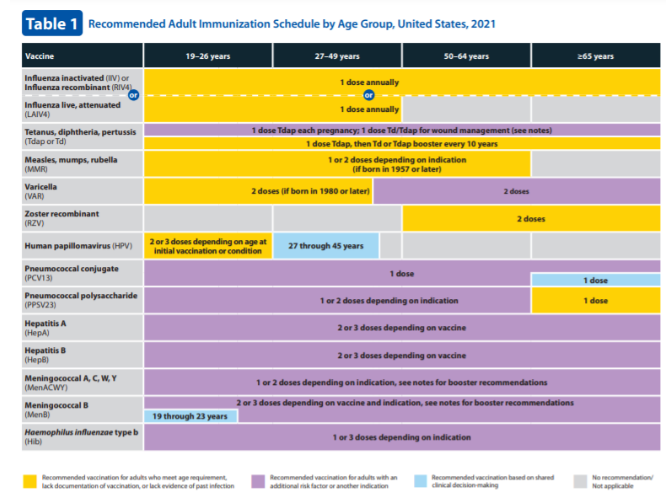 Table 1 Recommended Adult Immunization Schedule by Age Group, United States, 2021
Vaccine 19–26 years 27–49 years 50–64 years ≥65 years
Influenza inactivated (IIV) or
Influenza recombinant (RIV4)
1 dose annually
or or
Influenza live, attenuated
(LAIV4)
1 dose annually
Tetanus, diphtheria, pertussis
(Tdap or Td)
1 dose Tdap each pregnancy; 1 dose Td/Tdap for wound management (see notes)
1 dose Tdap, then Td or Tdap booster every 10 years
Measles, mumps, rubella
(MMR)
1 or 2 doses depending on indication
(if born in 1957 or later)
Varicella
(VAR)
2 doses (if born in 1980 or later) 2 doses
Zoster recombinant
(RZV)
2 doses
Human papillomavirus (HPV)
2 or 3 doses depending on age at
initial vaccination or condition
27 through 45 years
Pneumococcal conjugate
(PCV13)
1 dose
1 dose
Pneumococcal polysaccharide
(PPSV23)
1 or 2 doses depending on indication 1 dose
Hepatitis A
(HepA)
2 or 3 doses depending on vaccine
Hepatitis B
(HepB)
2 or 3 doses depending on vaccine
Meningococcal A, C, W, Y
(MenACWY)
1 or 2 doses depending on indication, see notes for booster recommendations
Meningococcal B
(MenB)
2 or 3 doses depending on vaccine and indication, see notes for booster recommendations
19 through 23 years
Haemophilus influenzae type b
(Hib)
1 or 3 doses depending on indication
Recommended vaccination for adults who meet age requirement,
lack documentation of vaccination, or lack evidence of past infection
Recommended vaccination for adults with an
additional risk factor or another indication
Recommended vaccination based on shared
clinical decision-making
No recommendation/
Not applicable